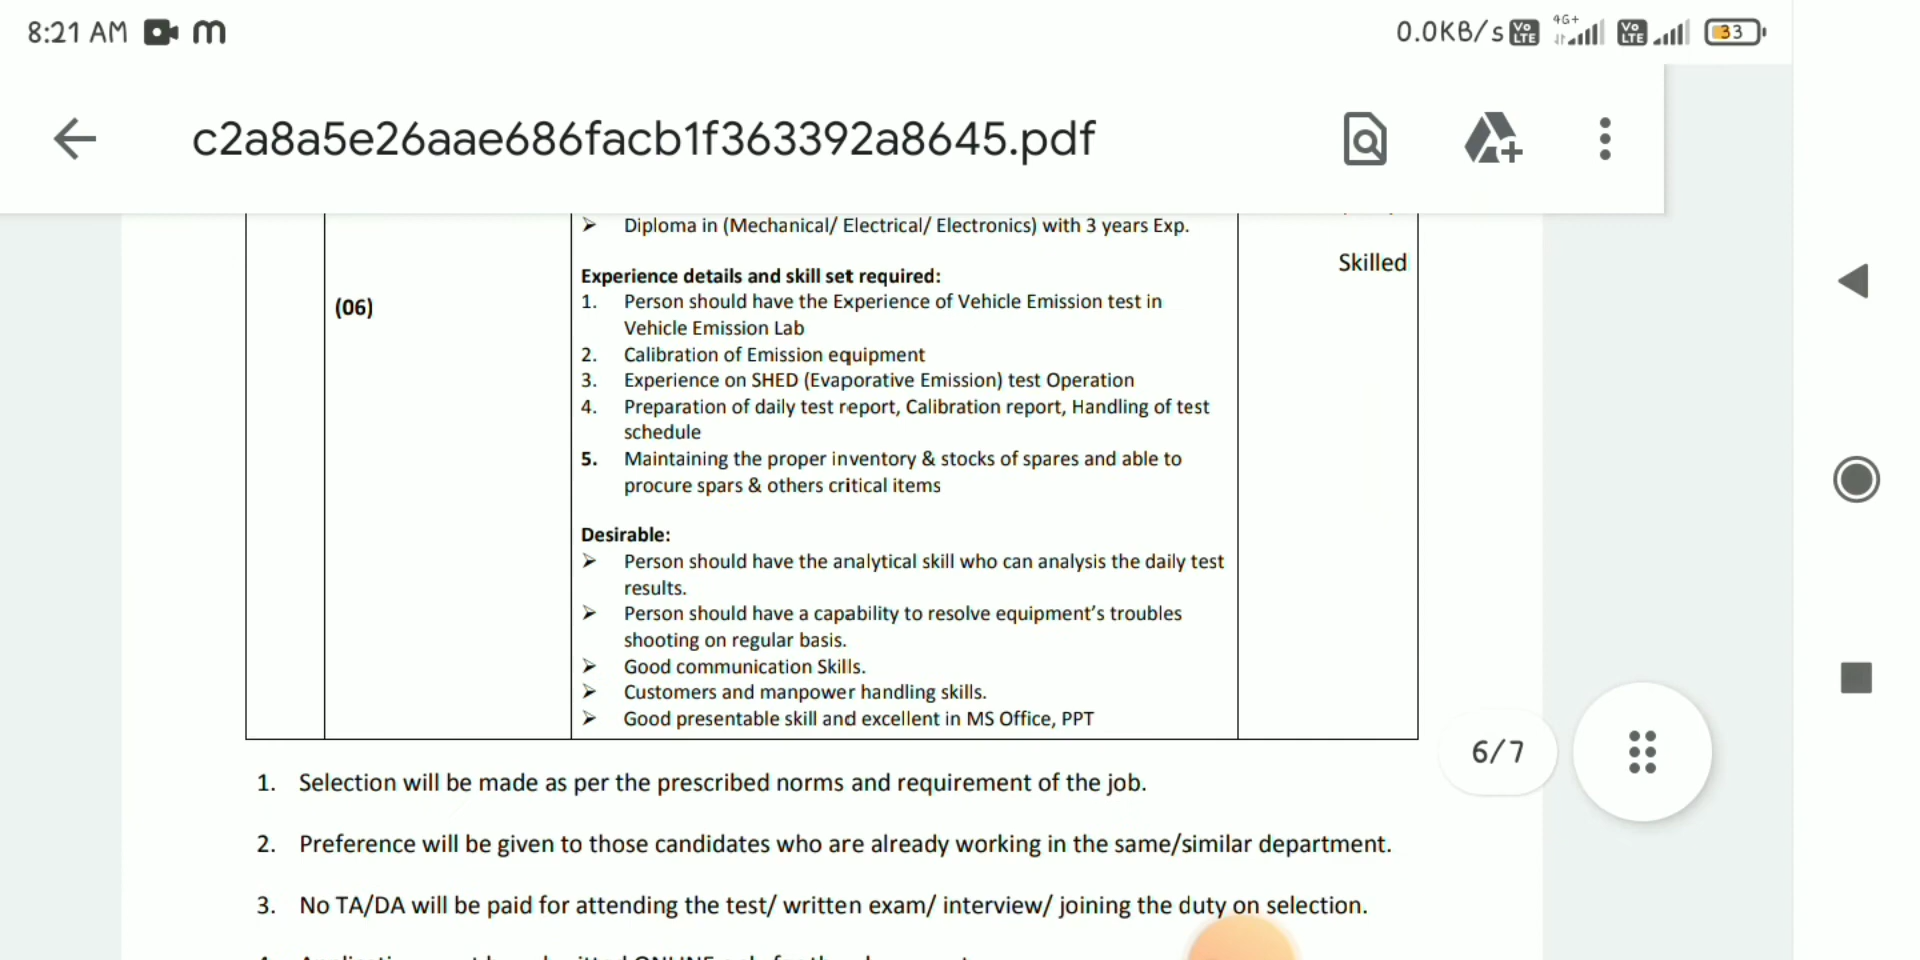 8:21 AM m
0.0KB/s Vo LTE 4G+ Vo LTE 33
c2a8a5e26aae686facb1f363392a8645.pdf
➢ Diploma in (Mechanical/ Electrical/ Electronics) with 3 years Exp.
Skilled
(06)
Experience details and skill set required:
1. Person should have the Experience of Vehicle Emission test in
Vehicle Emission Lab
2. Calibration of Emission equipment
3. Experience on SHED (Evaporative Emission) test Operation
4. Preparation of daily test report, Calibration report, Handling of test
schedule
5. Maintaining the proper inventory & stocks of spares and able to
procure spars & others critical items
Desirable:
➢ Person should have the analytical skill who can analysis the daily test
results.
➢ Person should have a capability to resolve equipment's troubles
shooting on regular basis.
➢ Good communication Skills.
➢ Customers and manpower handling skills.
➢ Good presentable skill and excellent in MS Office, PPT
6/7
1. Selection will be made as per the prescribed norms and requirement of the job.
2. Preference will be given to those candidates who are already working in the same/similar department.
3. No TA/DA will be paid for attending the test/ written exam/ interview/ joining the duty on selection.